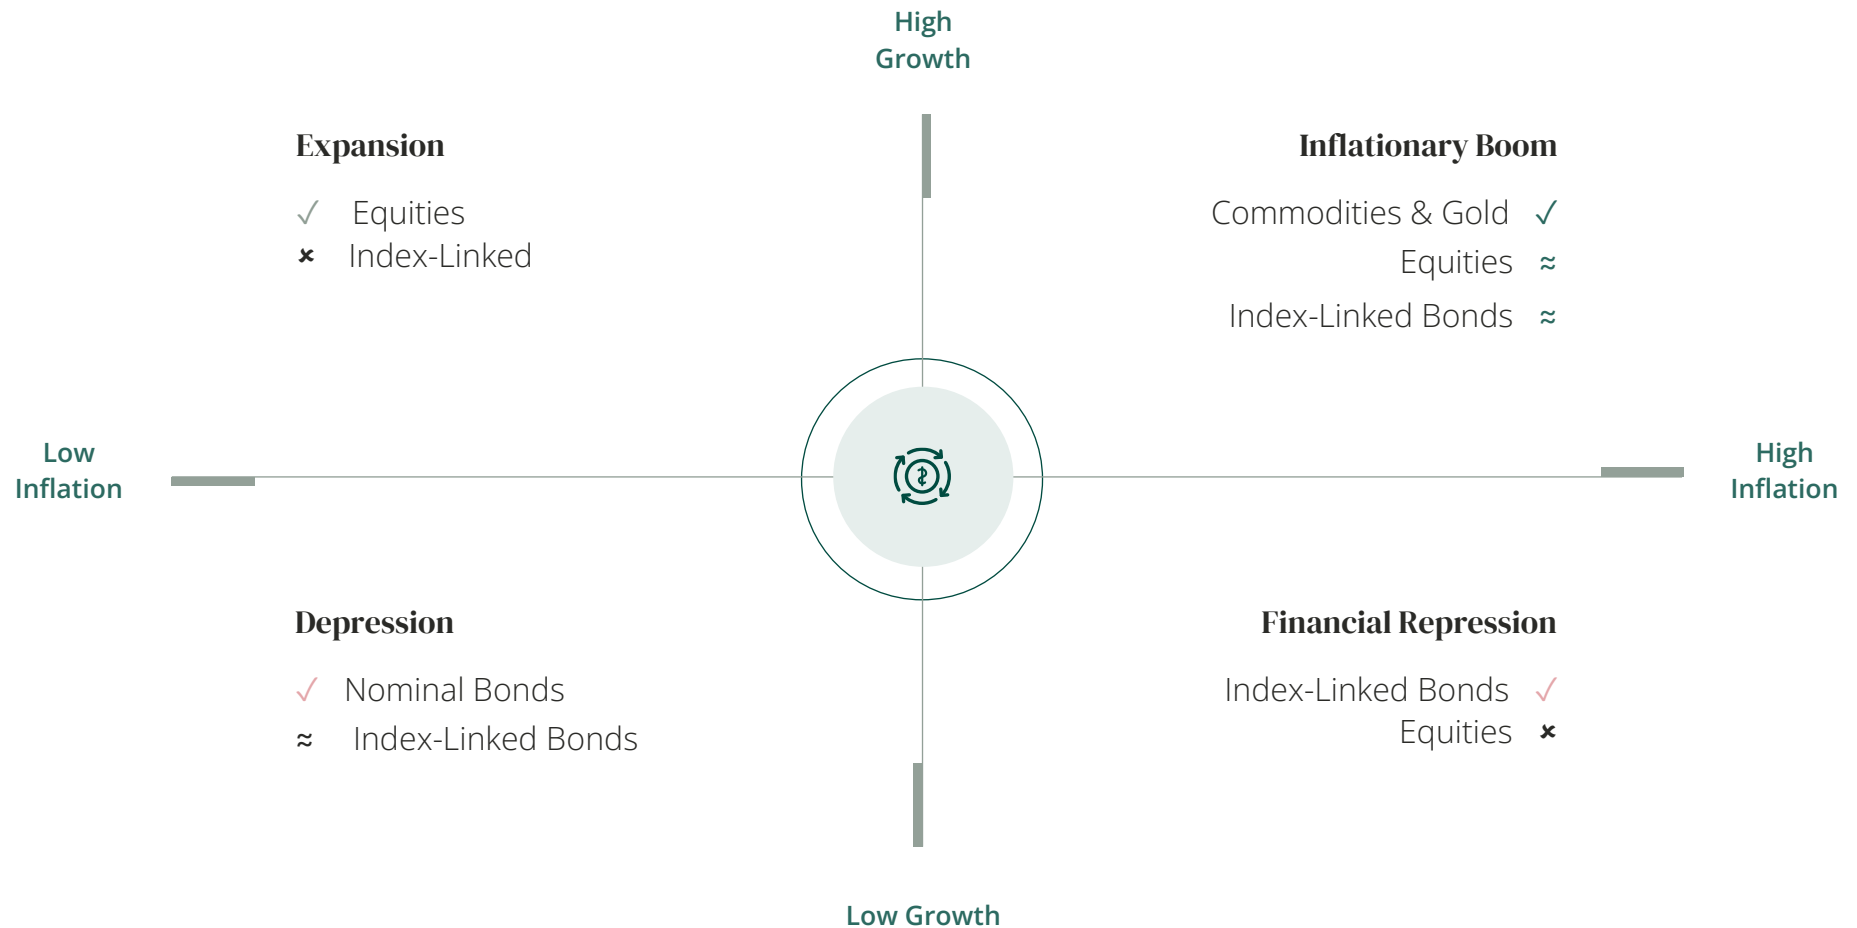 High
Growth
Expansion
✓ Equities
✗ Index-Linked
Inflationary Boom
Commodities & Gold ✓
Equities ≈
Index-Linked Bonds ≈
Low
Inflation
High
Inflation
Depression
✓ Nominal Bonds
≈ Index-Linked Bonds
Financial Repression
Index-Linked Bonds ✓
Equities ✗
Low Growth